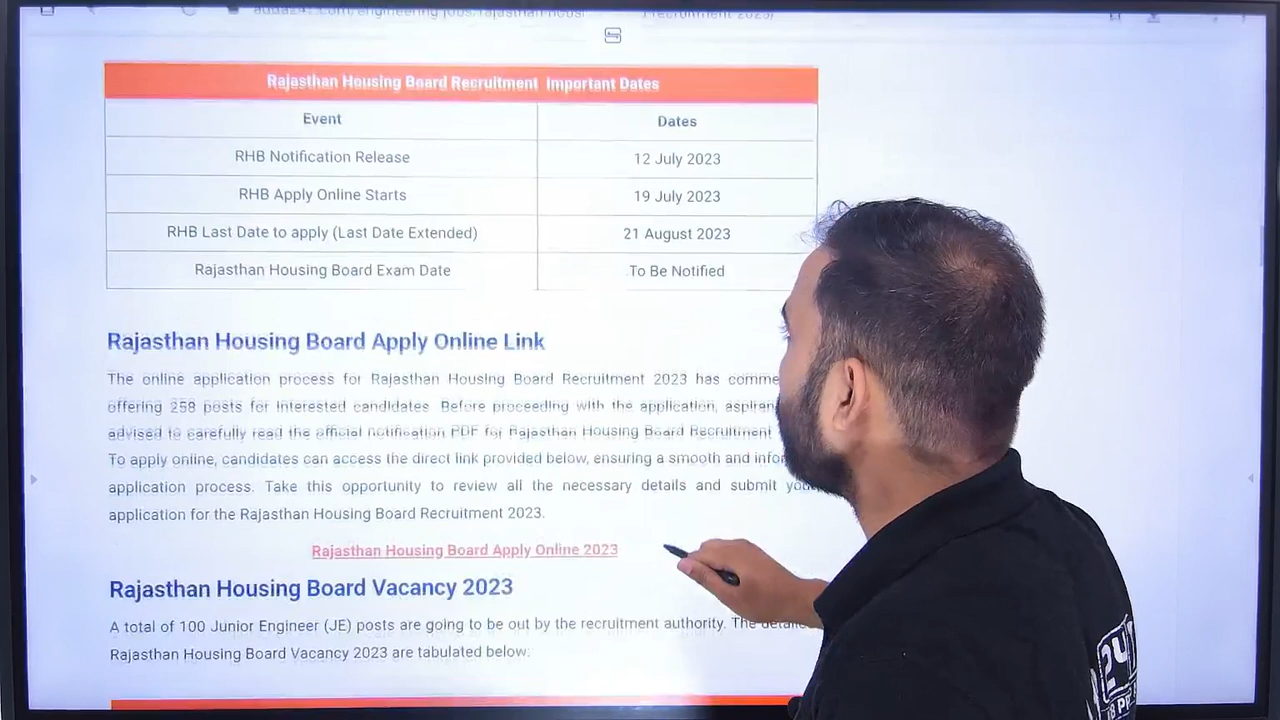 Rajasthan Housing Board Recruitment Important Dates
Event Dates
RHB Notification Release 12 July 2023
RHB Apply Online Starts 19 July 2023
RHB Last Date to apply (Last Date Extended) 21 August 2023
Rajasthan Housing Board Exam Date To Be Notified
Rajasthan Housing Board Apply Online Link
The online application process for Rajasthan Housing Board Recruitment 2023 has
offering 258 posts for interested candidates. Before proceeding with the application,
advised to carefully read the official notification PDF for Rajasthan Housing Board Recruitment
To apply online, candidates can access the direct link provided below, ensuring a smooth and
application process. Take this opportunity to review all the necessary details and submit
application for the Rajasthan Housing Board Recruitment 2023.
Rajasthan Housing Board Apply Online 2023
Rajasthan Housing Board Vacancy 2023
A total of 100 Junior Engineer (JE) posts are going to be out by the recruitment authority. The
Rajasthan Housing Board Vacancy 2023 are tabulated below:
24